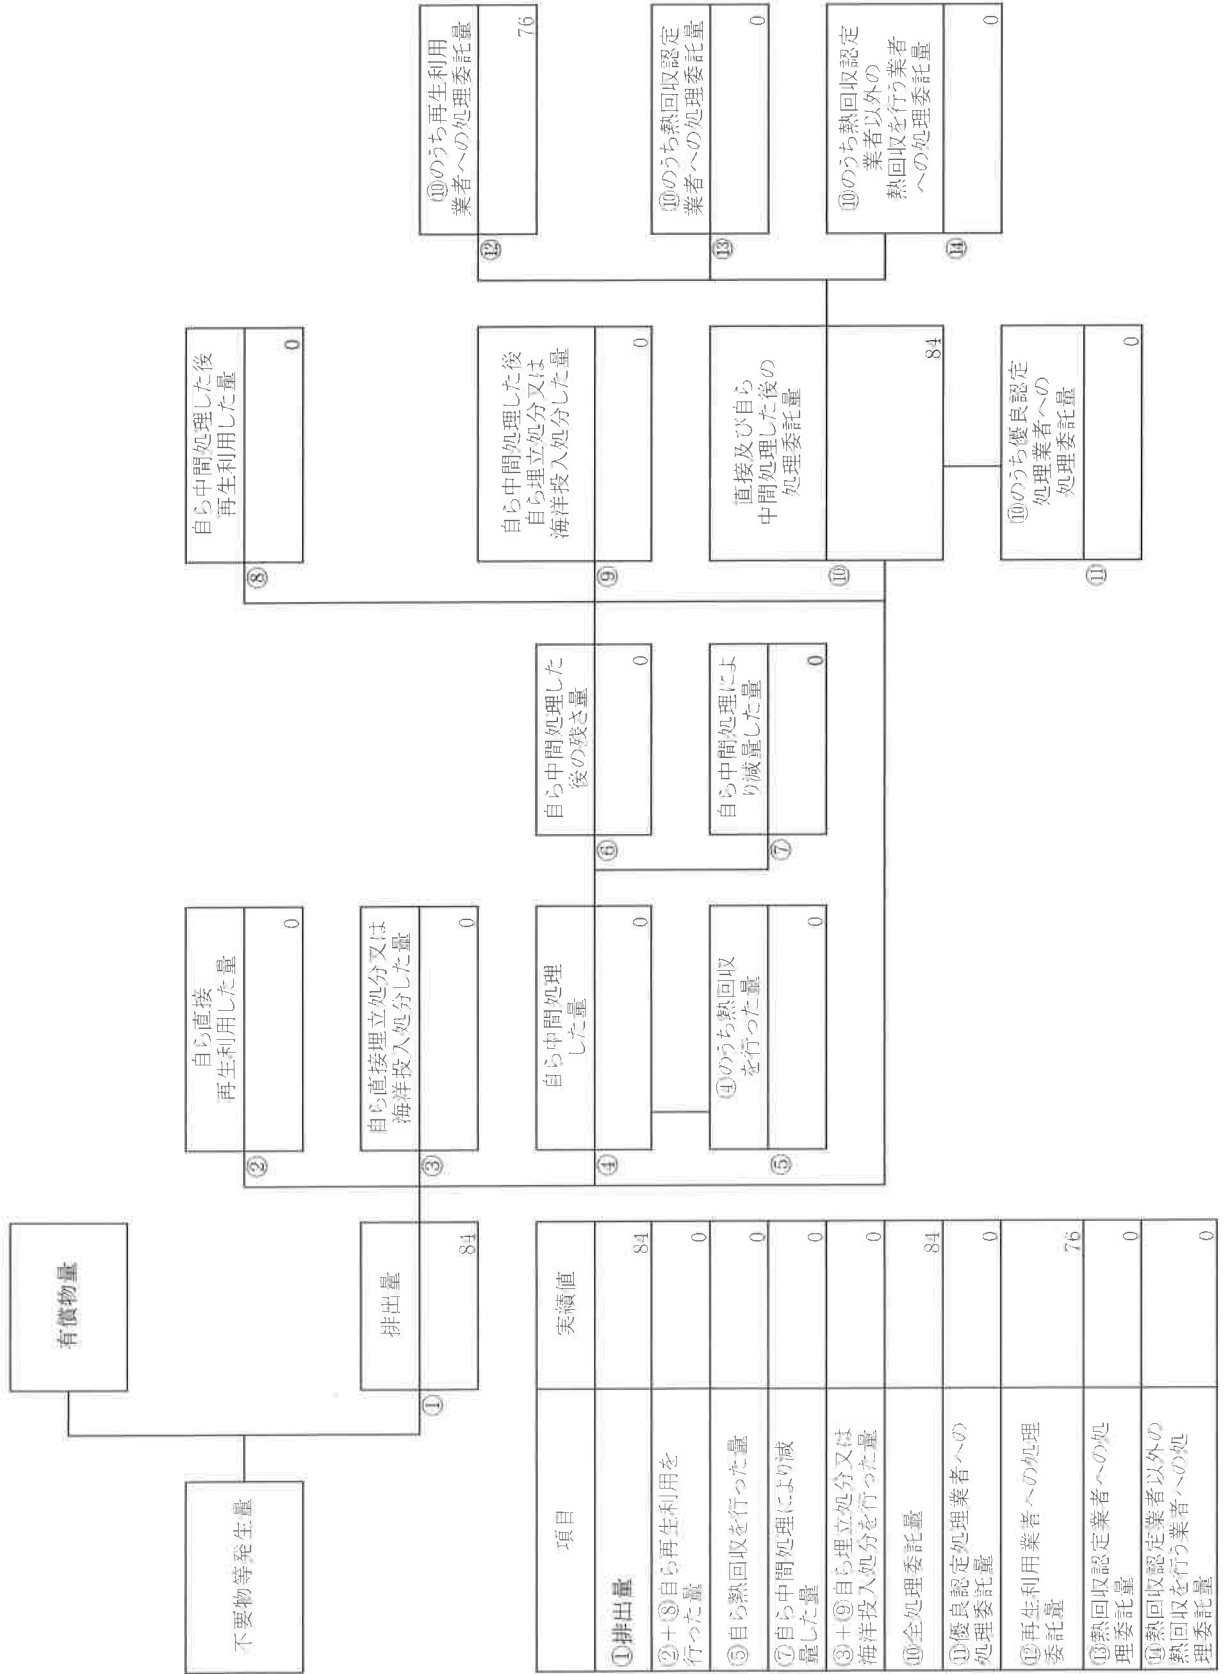 有償物量
不要物等発生量
排出量
①
84
自ら直接
再生利用した量
②
0
自ら直接埋立処分又は
海洋投入処分した量
③
0
自ら中間処理
した量
④
0
④のうち熱回収
を行った量
⑤
0
自ら中間処理した
後の残さ量
⑥
0
自ら中間処理によ
り減量した量
⑦
0
自ら中間処理した後
再生利用した量
⑧
0
自ら中間処理した後
自ら埋立処分又は
海洋投入処分した量
⑨
0
直接及び自ら
中間処理した後の
処理委託量
⑩
84
⑩のうち優良認定
処理業者への
処理委託量
⑪
0
⑩のうち再生利用
業者への処理委託量
⑫
76
⑩のうち熱回収認定
業者への処理委託量
⑬
0
⑩のうち熱回収認定
業者以外の
熱回収を行う業者
への処理委託量
⑭
0
項目 実績値
①排出量 84
②+⑧自ら再生利用を
行った量 0
⑤自ら熱回収を行った量 0
⑦自ら中間処理により減
量した量 0
③+⑨自ら埋立処分又は
海洋投入処分を行った量 0
⑩全処理委託量 84
⑪優良認定処理業者への
処理委託量 0
⑫再生利用業者への処理
委託量 76
⑬熱回収認定業者への処
理委託量 0
⑭熱回収認定業者以外の
熱回収を行う業者への処
理委託量 0